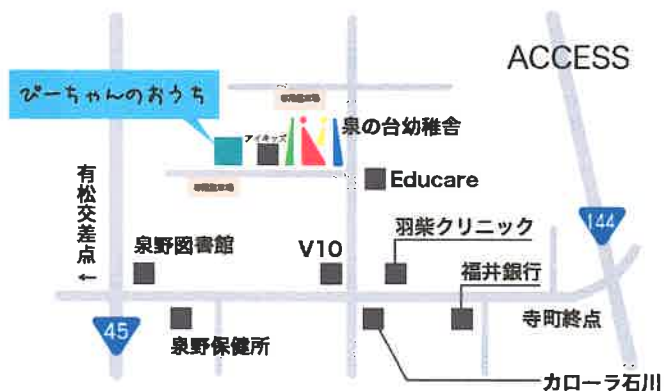 ACCESS
ぴーちゃんのおうち
アイキッズ
泉の台幼稚舎
Educare
有松交差点
←
144
羽柴クリニック
泉野図書館
V10
福井銀行
45
泉野保健所
寺町終点
カローラ石川